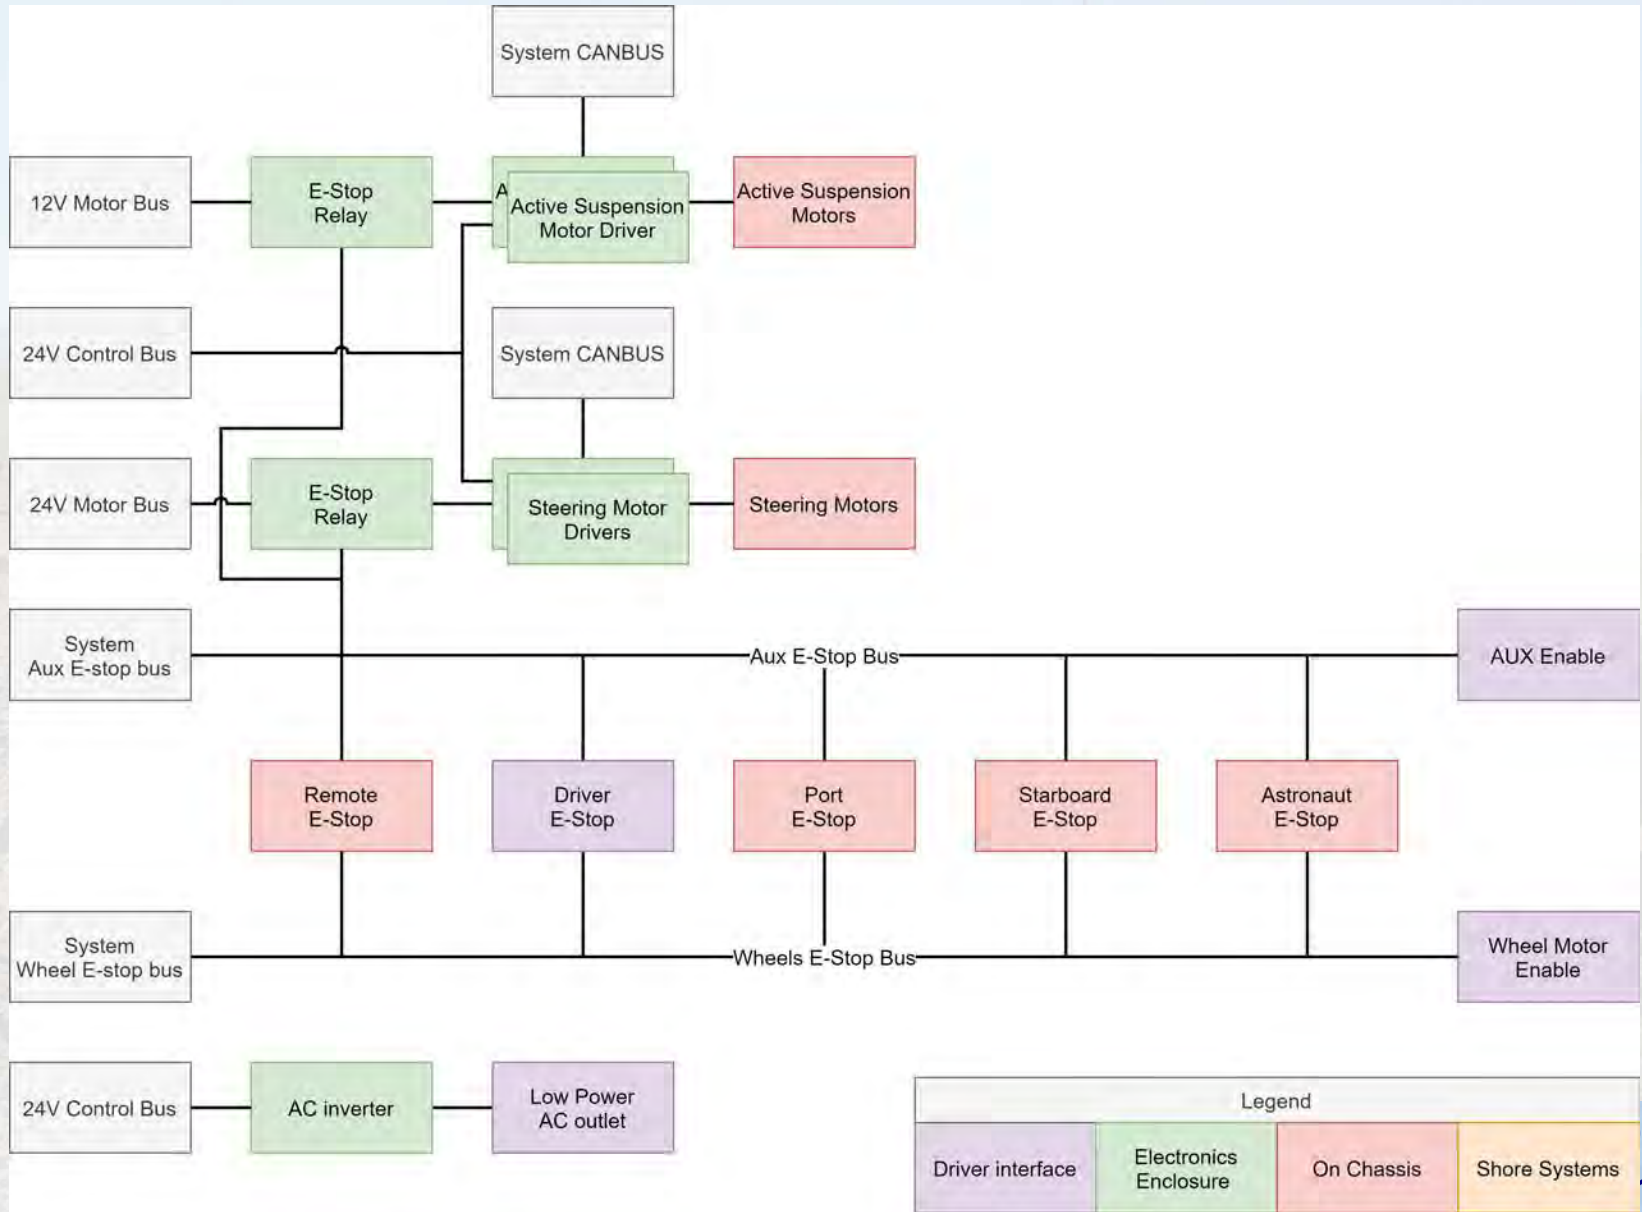 System CANBUS
12V Motor Bus
E-Stop
Relay
A
Active Suspension
Motor Driver
Active Suspension
Motors
24V Control Bus
System CANBUS
24V Motor Bus
E-Stop
Relay
Steering Motor
Drivers
Steering Motors
System
Aux E-stop bus
Aux E-Stop Bus
AUX Enable
Remote
E-Stop
Driver
E-Stop
Port
E-Stop
Starboard
E-Stop
Astronaut
E-Stop
System
Wheel E-stop bus
Wheels E-Stop Bus
Wheel Motor
Enable
24V Control Bus
AC inverter
Low Power
AC outlet
Legend
Driver interface
Electronics
Enclosure
On Chassis
Shore Systems